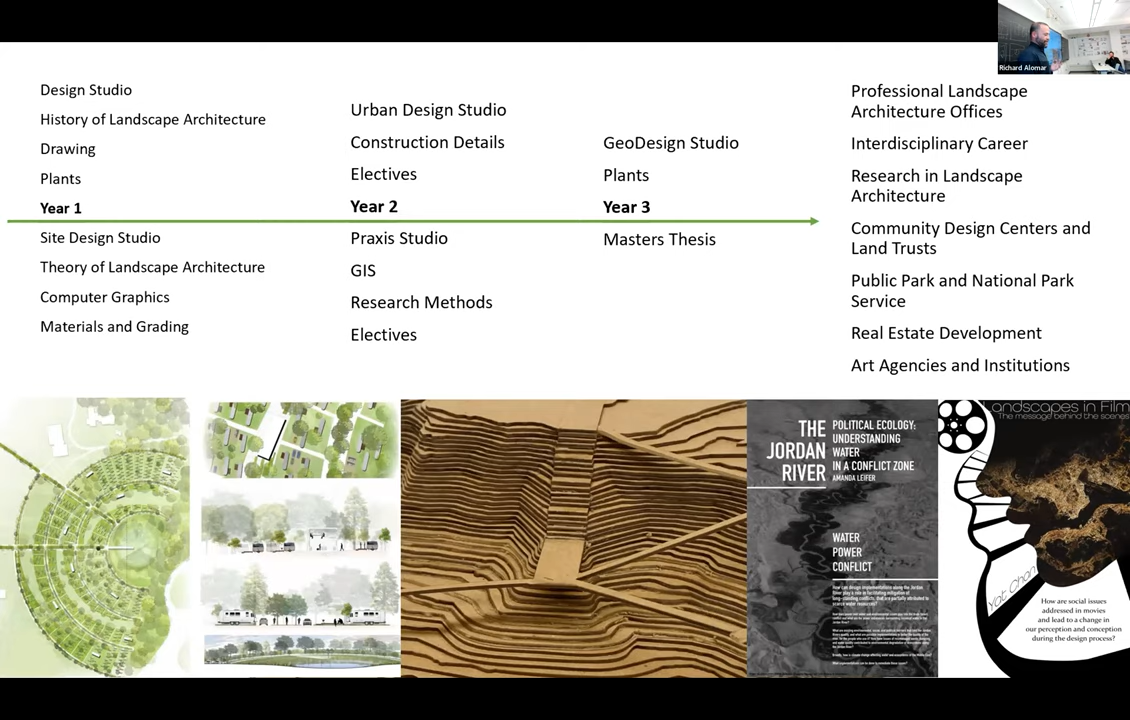 Richard Alomar
Design Studio
History of Landscape Architecture
Drawing
Plants
Year 1
Site Design Studio
Theory of Landscape Architecture
Computer Graphics
Materials and Grading
Urban Design Studio
Construction Details
Electives
Year 2
Praxis Studio
GIS
Research Methods
Electives
GeoDesign Studio
Plants
Year 3
Masters Thesis
Professional Landscape
Architecture Offices
Interdisciplinary Career
Research in Landscape
Architecture
Community Design Centers and
Land Trusts
Public Park and National Park
Service
Real Estate Development
Art Agencies and Institutions
THE
JORDAN
RIVER
POLITICAL ECOLOGY:
UNDERSTANDING
WATER
IN A CONFLICT ZONE
AMANDA LEIFER
WATER
POWER
CONFLICT
Landscapes in Film
The message behind the scenes
Yat Chan
How are social issues
addressed in movies
and lead to a change in
our perception and conception
during the design process?